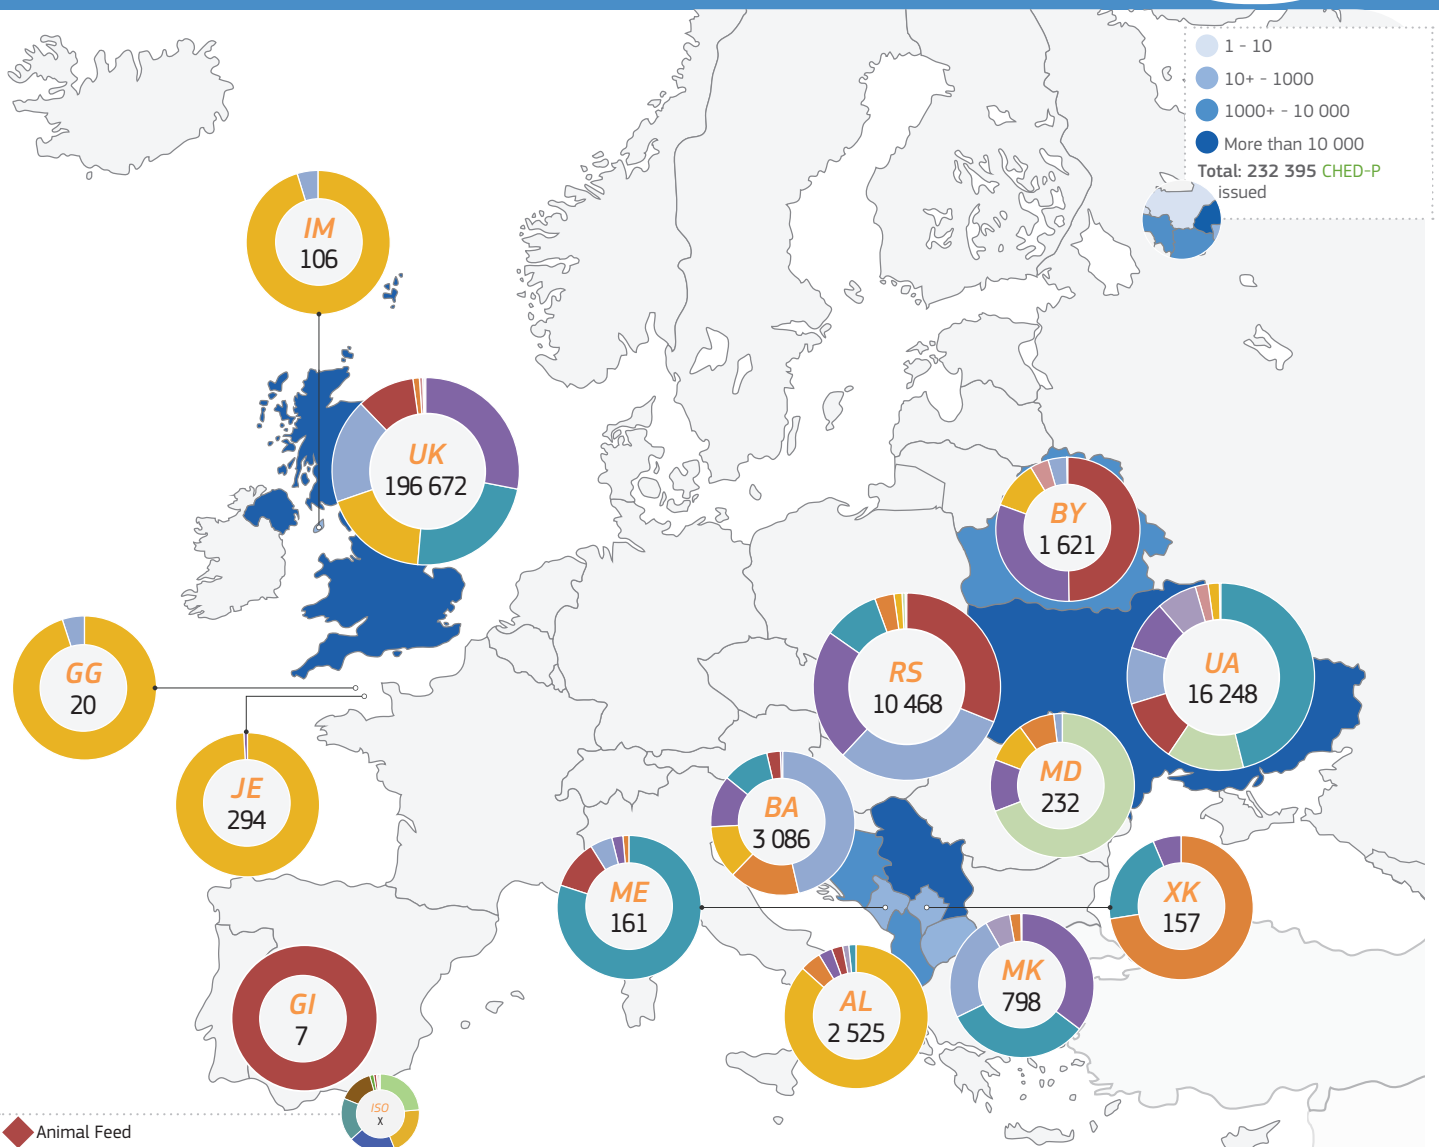 1 - 10
10+ - 1000
1000+ - 10 000
More than 10 000
Total: 232 395 CHED-P
issued
IM
106
UK
196 672
BY
1 621
GG
20
RS
10 468
UA
16 248
JE
294
MD
232
BA
3 086
ME
161
XK
157
MK
798
AL
2 525
GI
7
ISO
X
Animal Feed